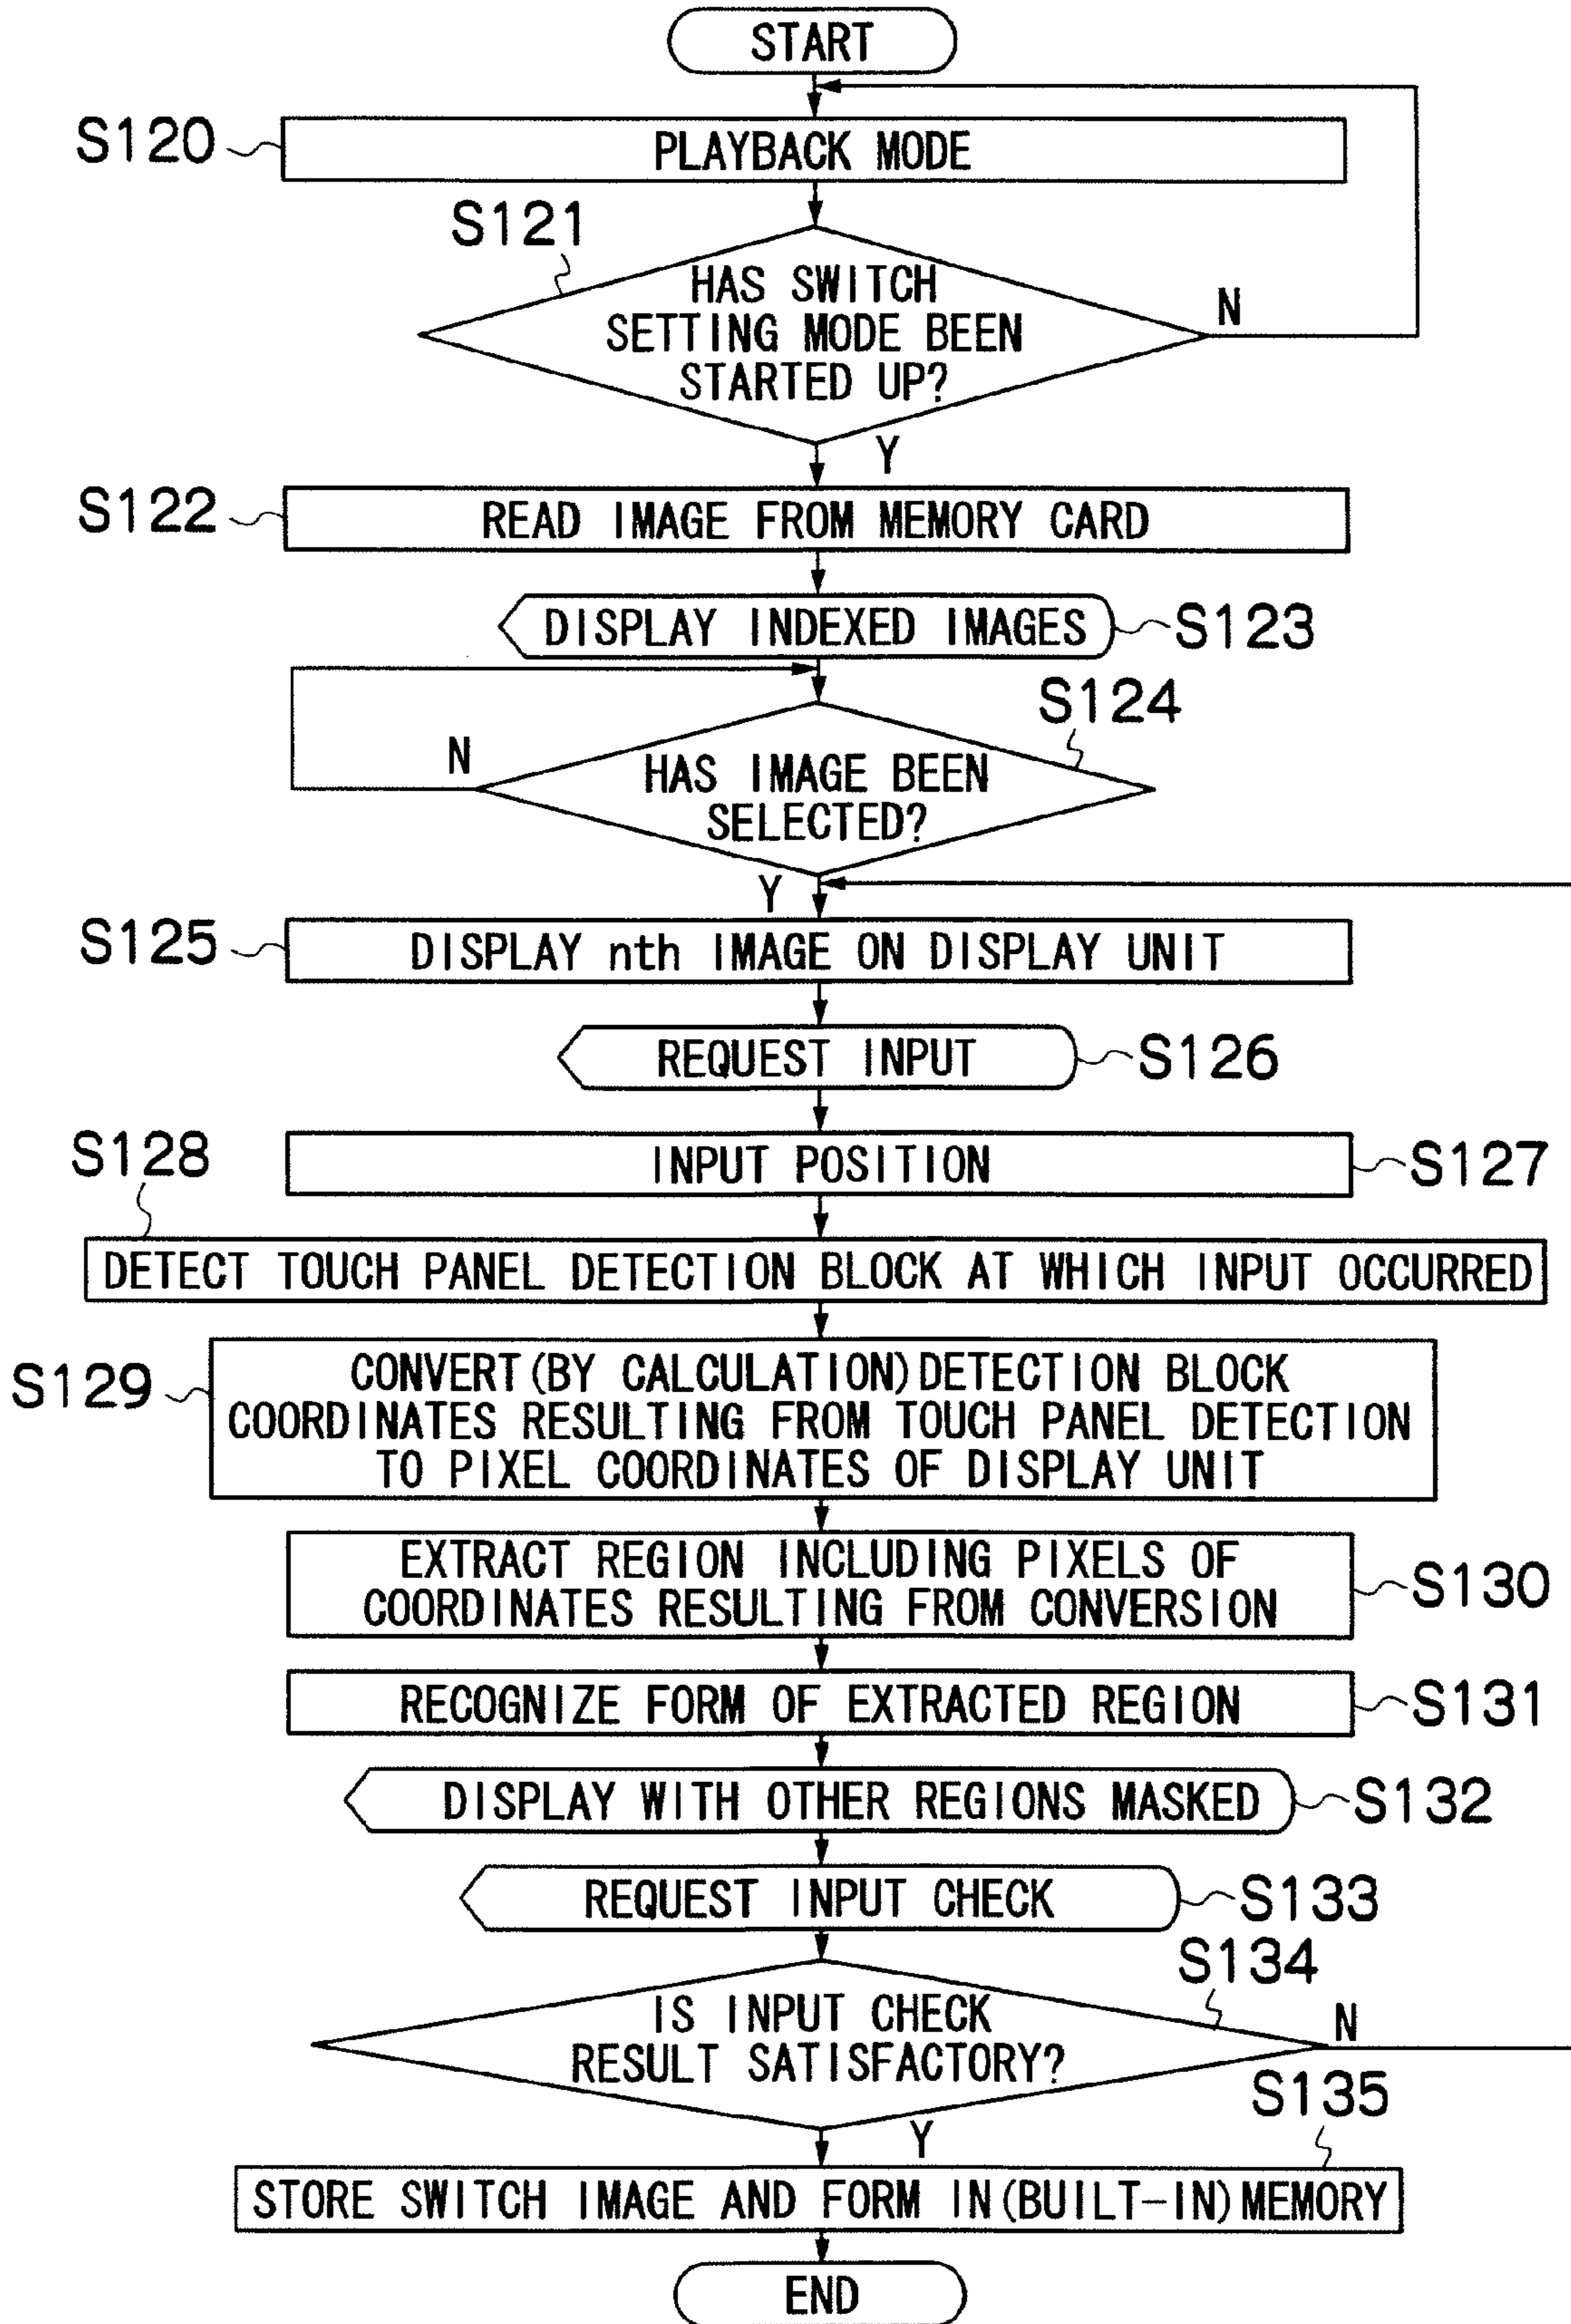 START
S120
PLAYBACK MODE
S121
HAS SWITCH
SETTING MODE BEEN
STARTED UP?
N
Y
S122
READ IMAGE FROM MEMORY CARD
DISPLAY INDEXED IMAGES
S123
S124
N
HAS IMAGE BEEN
SELECTED?
Y
S125
DISPLAY nth IMAGE ON DISPLAY UNIT
REQUEST INPUT
S126
S128
INPUT POSITION
S127
DETECT TOUCH PANEL DETECTION BLOCK AT WHICH INPUT OCCURRED
S129
CONVERT(BY CALCULATION)DETECTION BLOCK
COORDINATES RESULTING FROM TOUCH PANEL DETECTION
TO PIXEL COORDINATES OF DISPLAY UNIT
EXTRACT REGION INCLUDING PIXELS OF
COORDINATES RESULTING FROM CONVERSION
S130
RECOGNIZE FORM OF EXTRACTED REGION
S131
DISPLAY WITH OTHER REGIONS MASKED
S132
REQUEST INPUT CHECK
S133
S134
IS INPUT CHECK
RESULT SATISFACTORY?
N
S135
Y
STORE SWITCH IMAGE AND FORM IN(BUILT-IN)MEMORY
END